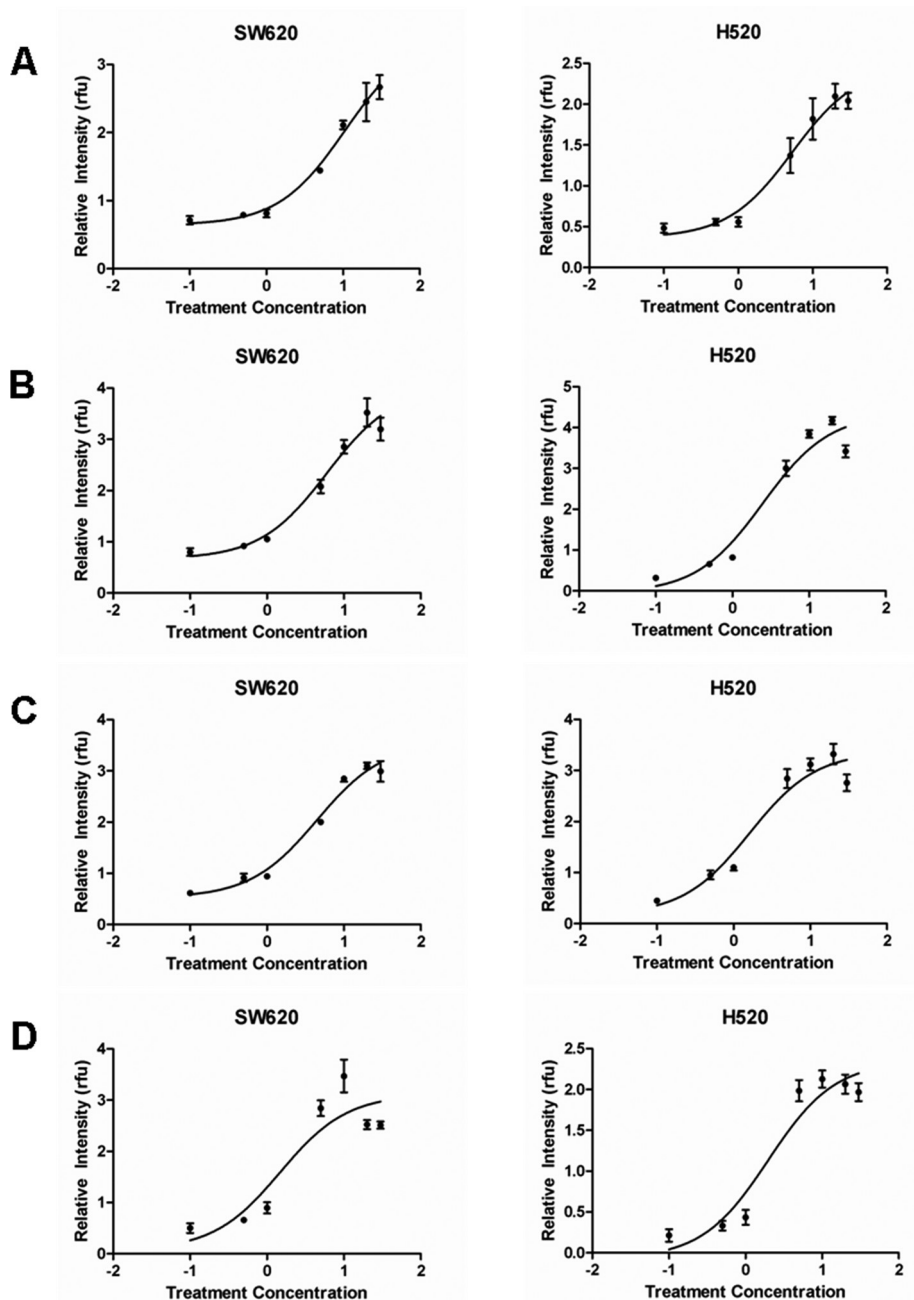 A
SW620
Relative Intensity (rfu)
3
2
1
0
-2 -1 0 1 2
Treatment Concentration
H520
Relative Intensity (rfu)
2.5
2.0
1.5
1.0
0.5
0.0
-2 -1 0 1 2
Treatment Concentration
B
SW620
Relative Intensity (rfu)
4
3
2
1
0
-2 -1 0 1 2
Treatment Concentration
H520
Relative Intensity (rfu)
5
4
3
2
1
0
-2 -1 0 1 2
Treatment Concentration
C
SW620
Relative Intensity (rfu)
4
3
2
1
0
-2 -1 0 1 2
Treatment Concentration
H520
Relative Intensity (rfu)
4
3
2
1
0
-2 -1 0 1 2
Treatment Concentration
D
SW620
Relative Intensity (rfu)
4
3
2
1
0
-2 -1 0 1 2
Treatment Concentration
H520
Relative Intensity (rfu)
2.5
2.0
1.5
1.0
0.5
0.0
-2 -1 0 1 2
Treatment Concentration